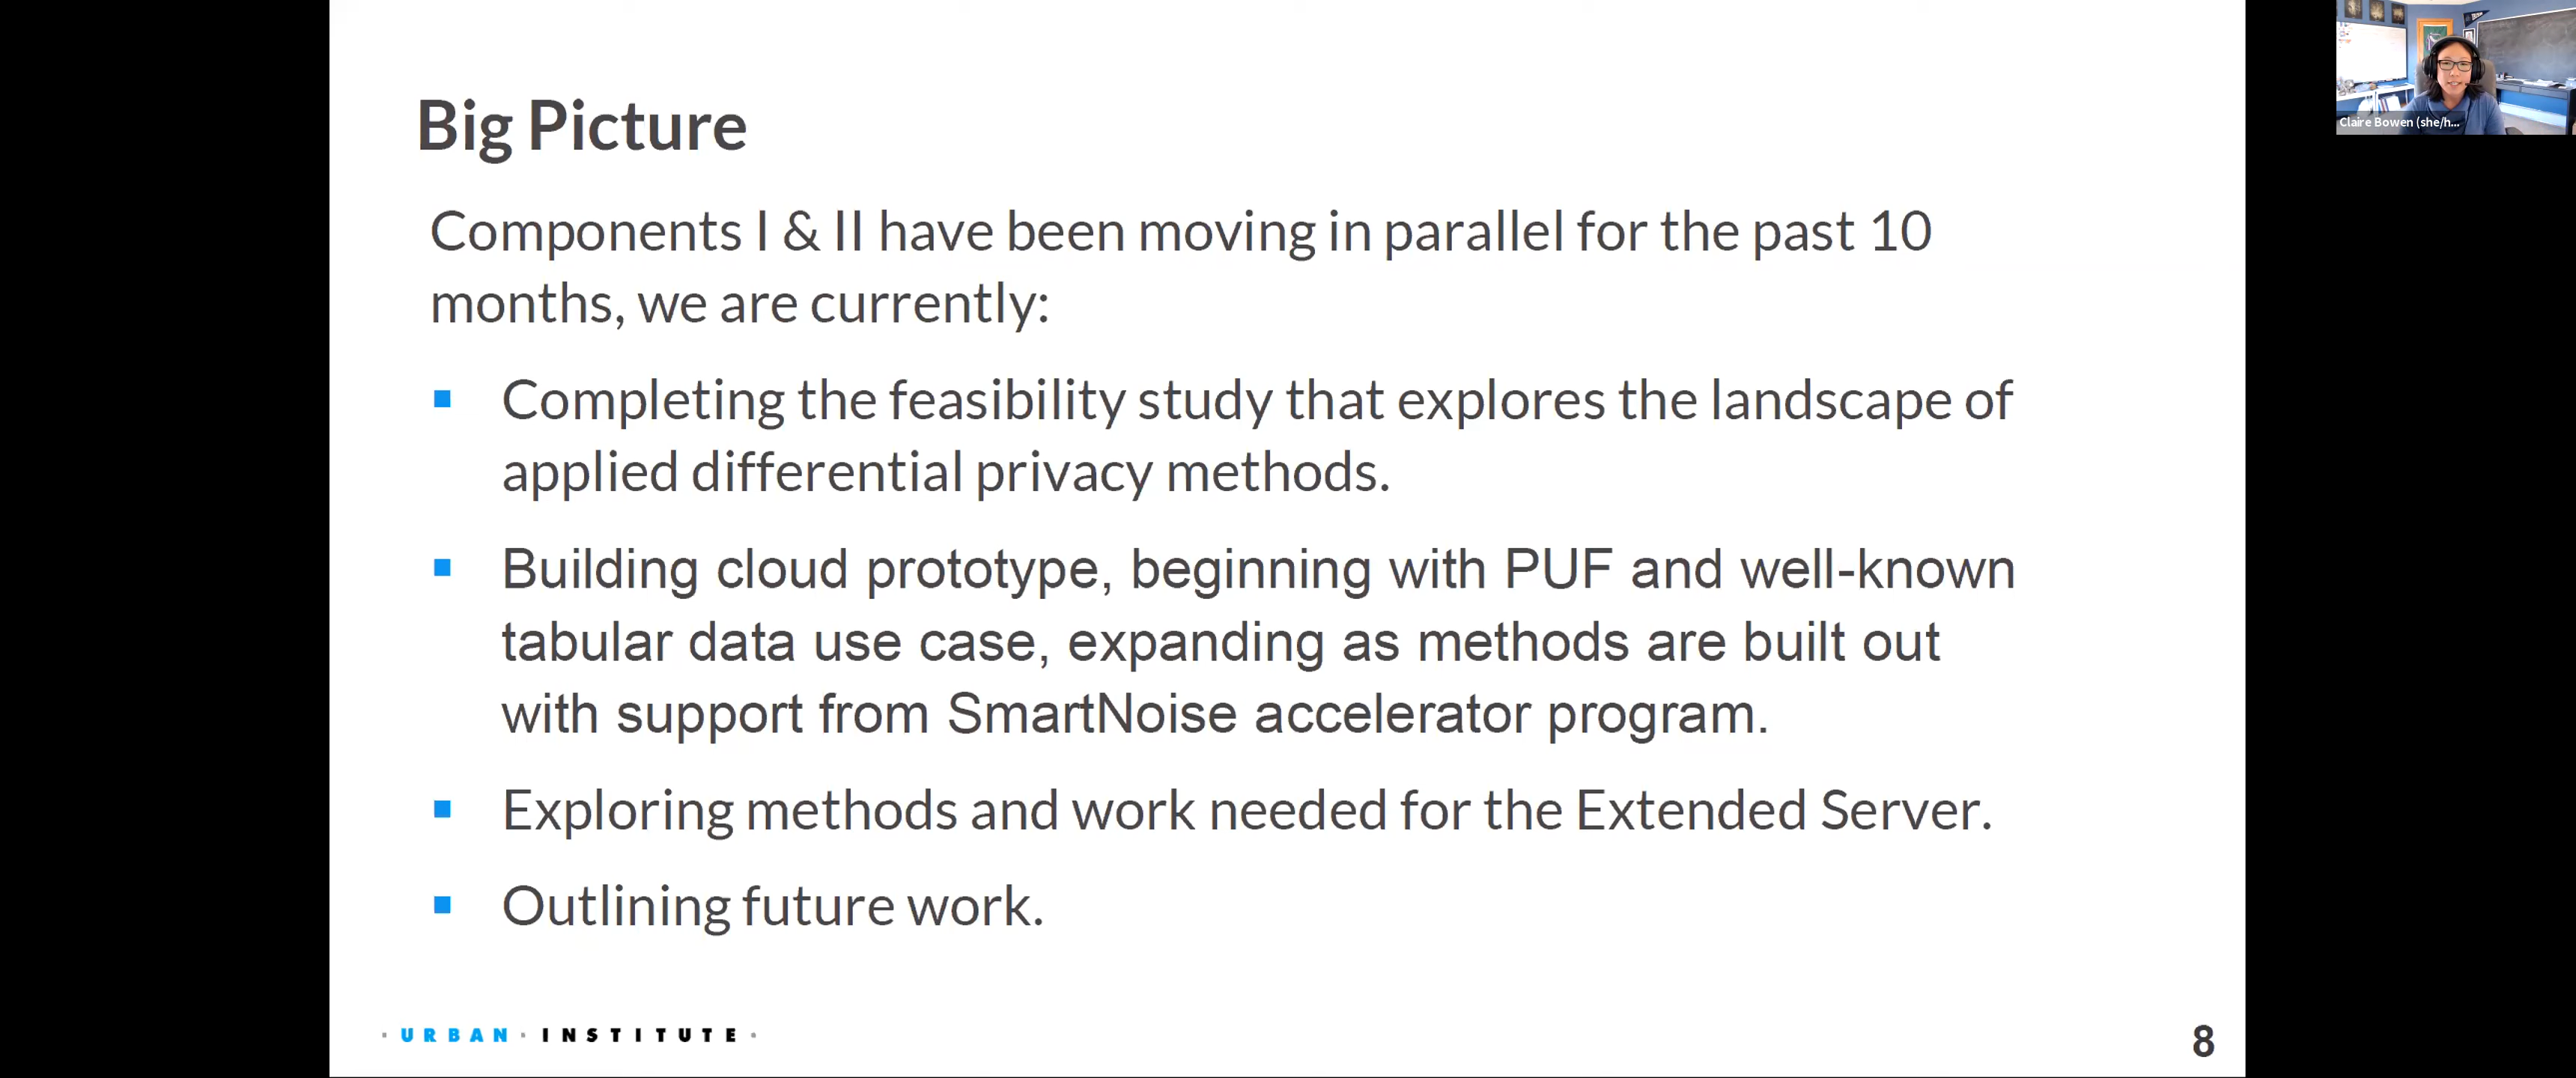 Big Picture
Components I & II have been moving in parallel for the past 10
months, we are currently:
Completing the feasibility study that explores the landscape of
applied differential privacy methods.
Building cloud prototype, beginning with PUF and well-known
tabular data use case, expanding as methods are built out
with support from SmartNoise accelerator program.
Exploring methods and work needed for the Extended Server.
Outlining future work.
· URBAN · INSTITUTE ·
8
Claire Bowen (she/h...